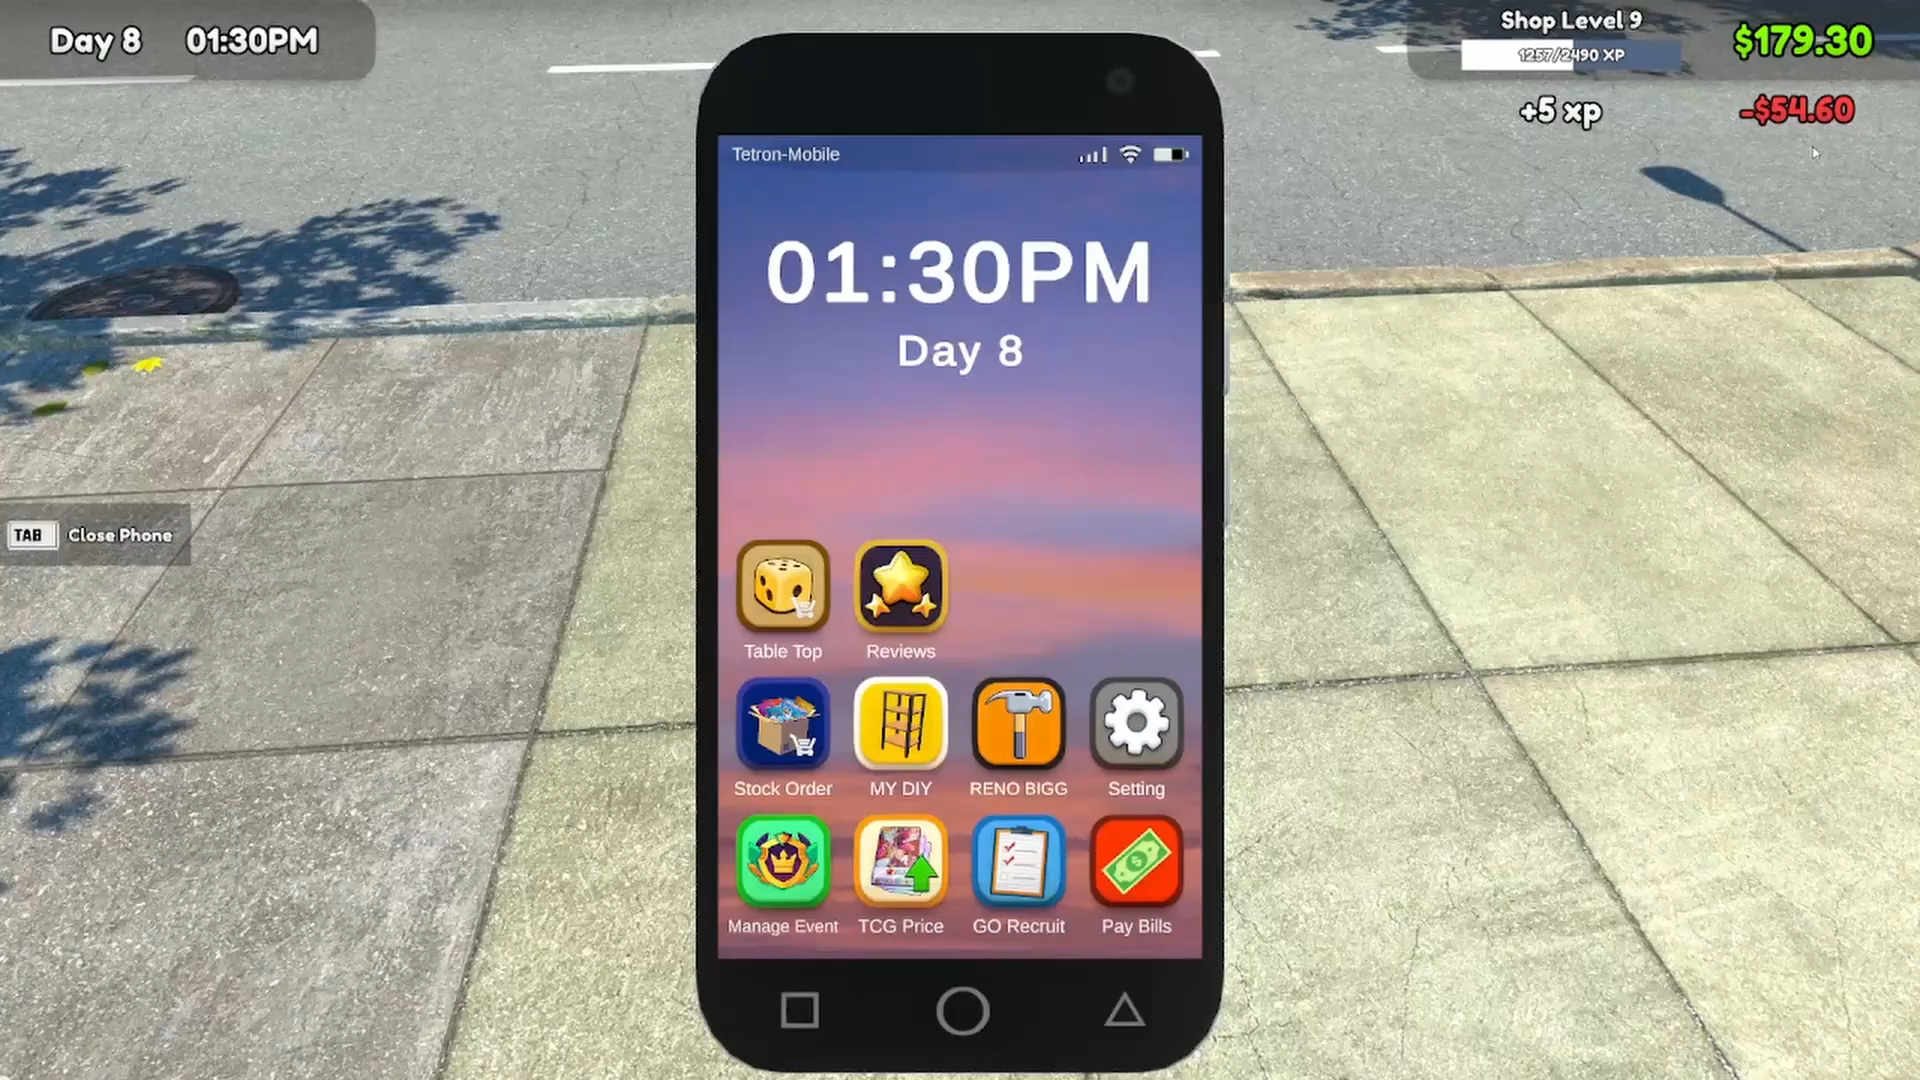 Day 8 01:30PM
Shop Level 9
1257/2490 XP
$179.30
+5 xp
-$54.60
TAB Close Phone
Tetron-Mobile
01:30PM
Day 8
Table Top Reviews
Stock Order MY DIY RENO BIGG Setting
Manage Event TCG Price GO Recruit Pay Bills